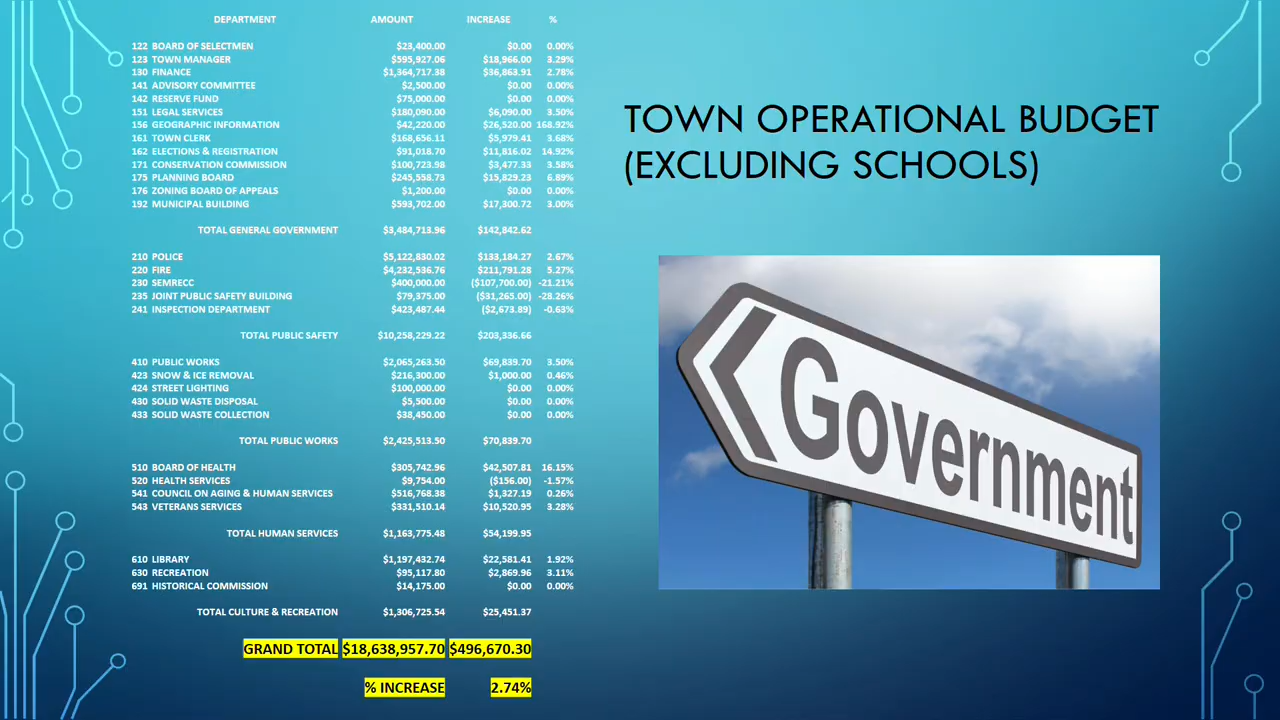 DEPARTMENT AMOUNT INCREASE %
122 BOARD OF SELECTMEN $23,400.00 $0.00 0.00%
123 TOWN MANAGER $595,927.06 $18,966.00 3.29%
130 FINANCE $1,364,717.38 $36,863.91 2.78%
141 ADVISORY COMMITTEE $2,500.00 $0.00 0.00%
142 RESERVE FUND $75,000.00 $0.00 0.00%
151 LEGAL SERVICES $180,090.00 $6,090.00 3.50%
156 GEOGRAPHIC INFORMATION $42,220.00 $26,520.00 168.92%
161 TOWN CLERK $168,656.11 $5,979.41 3.68%
162 ELECTIONS & REGISTRATION $91,018.70 $11,816.02 14.92%
171 CONSERVATION COMMISSION $100,723.98 $3,477.33 3.58%
175 PLANNING BOARD $245,558.73 $15,829.23 6.89%
176 ZONING BOARD OF APPEALS $1,200.00 $0.00 0.00%
192 MUNICIPAL BUILDING $593,702.00 $17,300.72 3.00%
TOTAL GENERAL GOVERNMENT $3,484,713.96 $142,842.62
210 POLICE $5,122,830.02 $133,184.27 2.67%
220 FIRE $4,232,536.76 $211,791.28 5.27%
230 SEMRECC $400,000.00 ($107,700.00) -21.21%
235 JOINT PUBLIC SAFETY BUILDING $79,375.00 ($31,265.00) -28.26%
241 INSPECTION DEPARTMENT $423,487.44 ($2,673.89) -0.63%
TOTAL PUBLIC SAFETY $10,258,229.22 $203,336.66
410 PUBLIC WORKS $2,065,263.50 $69,839.70 3.50%
423 SNOW & ICE REMOVAL $216,300.00 $1,000.00 0.46%
424 STREET LIGHTING $100,000.00 $0.00 0.00%
430 SOLID WASTE DISPOSAL $5,500.00 $0.00 0.00%
433 SOLID WASTE COLLECTION $38,450.00 $0.00 0.00%
TOTAL PUBLIC WORKS $2,425,513.50 $70,839.70
510 BOARD OF HEALTH $305,742.96 $42,507.81 16.15%
520 HEALTH SERVICES $9,754.00 ($156.00) -1.57%
541 COUNCIL ON AGING & HUMAN SERVICES $516,768.38 $1,327.19 0.26%
543 VETERANS SERVICES $331,510.14 $10,520.95 3.28%
TOTAL HUMAN SERVICES $1,163,775.48 $54,199.95
610 LIBRARY $1,197,432.74 $22,581.41 1.92%
630 RECREATION $95,117.80 $2,869.96 3.11%
691 HISTORICAL COMMISSION $14,175.00 $0.00 0.00%
TOTAL CULTURE & RECREATION $1,306,725.54 $25,451.37
GRAND TOTAL $18,638,957.70 $496,670.30
% INCREASE 2.74%
TOWN OPERATIONAL BUDGET
(EXCLUDING SCHOOLS)
Government